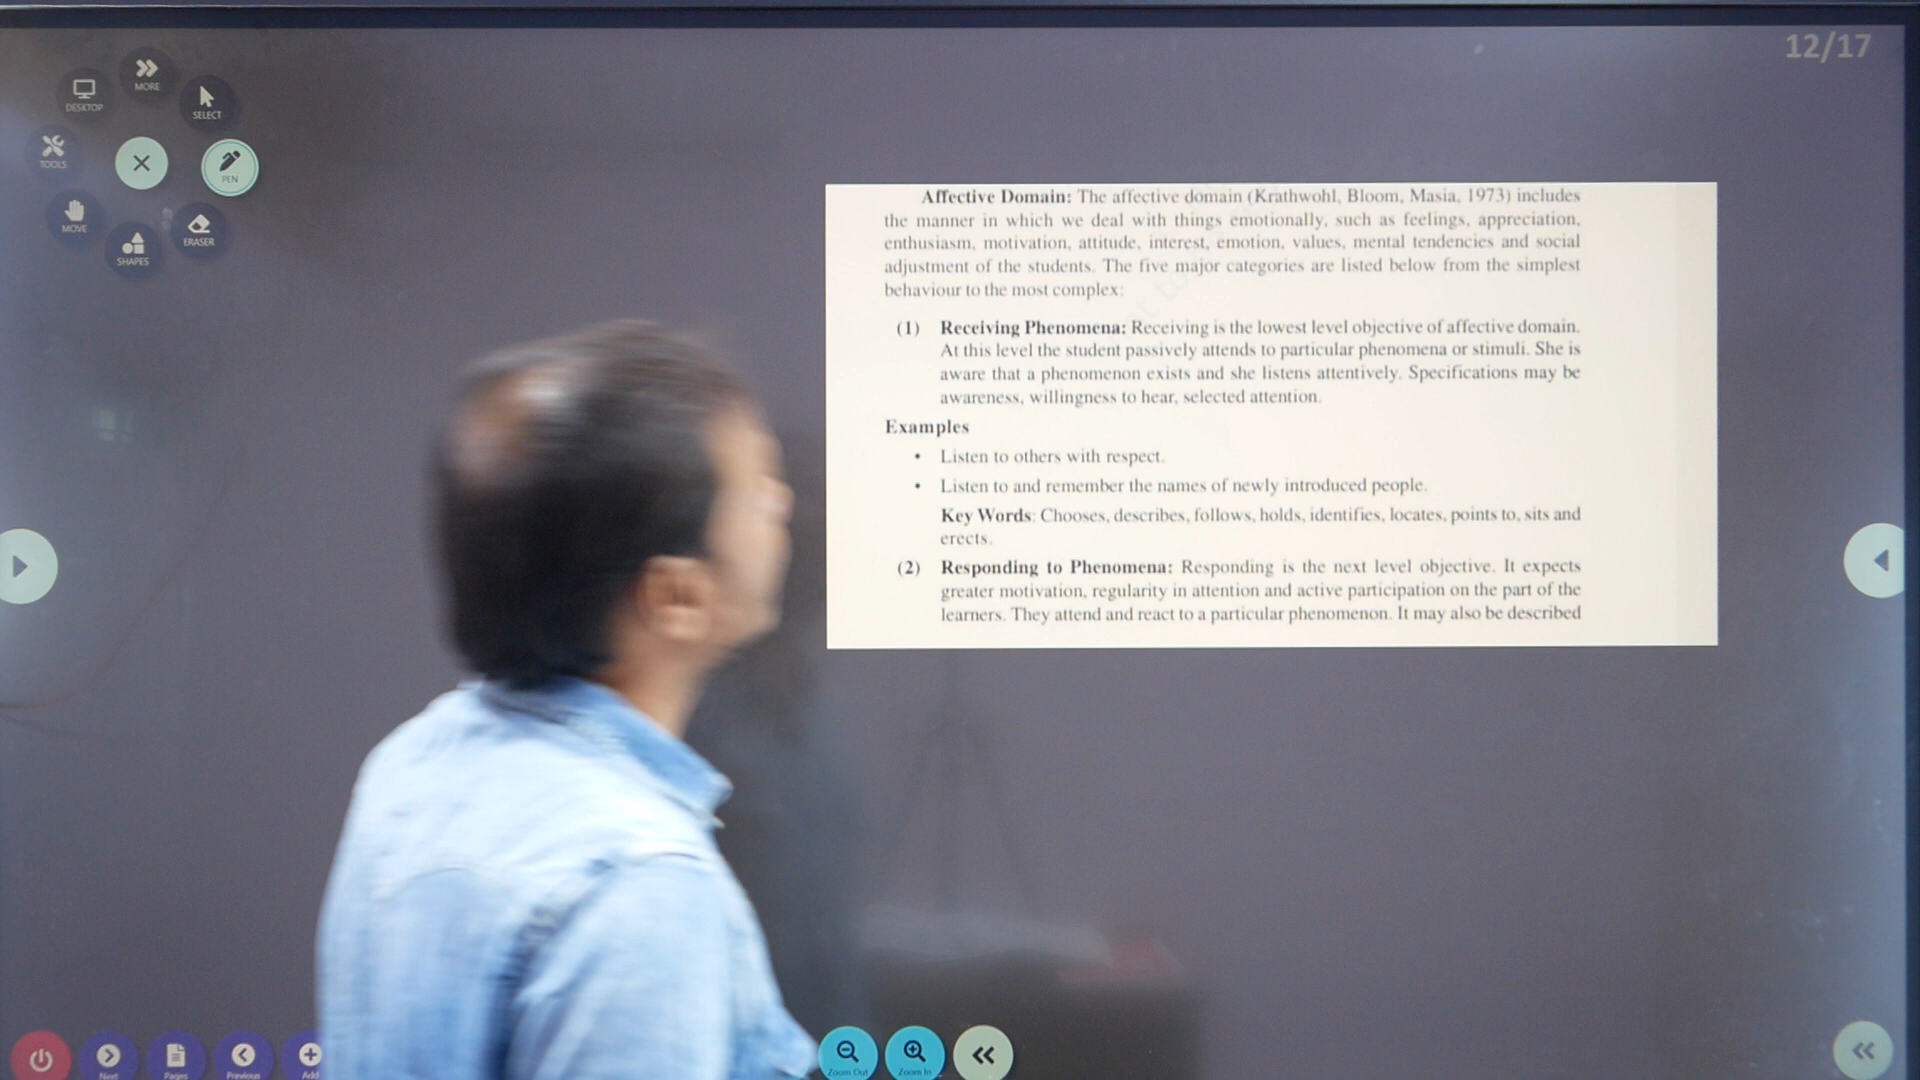 12/17
MORE
DESKTOP
SELECT
TOOLS
PEN
MOVE
ERASER
SHAPES
Affective Domain: The affective domain (Krathwohl, Bloom, Masia, 1973) includes
the manner in which we deal with things emotionally, such as feelings, appreciation,
enthusiasm, motivation, attitude, interest, emotion, values, mental tendencies and social
adjustment of the students. The five major categories are listed below from the simplest
behaviour to the most complex:
(1) Receiving Phenomena: Receiving is the lowest level objective of affective domain.
At this level the student passively attends to particular phenomena or stimuli. She is
aware that a phenomenon exists and she listens attentively. Specifications may be
awareness, willingness to hear, selected attention.
Examples
• Listen to others with respect.
• Listen to and remember the names of newly introduced people.
Key Words: Chooses, describes, follows, holds, identifies, locates, points to, sits and
erects.
(2) Responding to Phenomena: Responding is the next level objective. It expects
greater motivation, regularity in attention and active participation on the part of the
learners. They attend and react to a particular phenomenon. It may also be described
Next
Pages
Previous
Add
Zoom Out
Zoom In